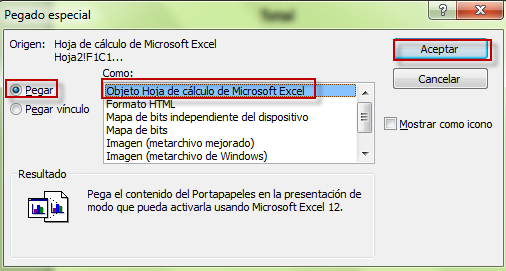 Total
Pegado especial
Origen: Hoja de cálculo de Microsoft Excel
Hoja2!F1C1...
Como:
Pegar
Pegar vínculo
Objeto Hoja de cálculo de Microsoft Excel
Formato HTML
Mapa de bits independiente del dispositivo
Mapa de bits
Imagen (metarchivo mejorado)
Imagen (metarchivo de Windows)
Aceptar
Cancelar
Mostrar como icono
Resultado
Pega el contenido del Portapapeles en la presentación de
modo que pueda activarla usando Microsoft Excel 12.